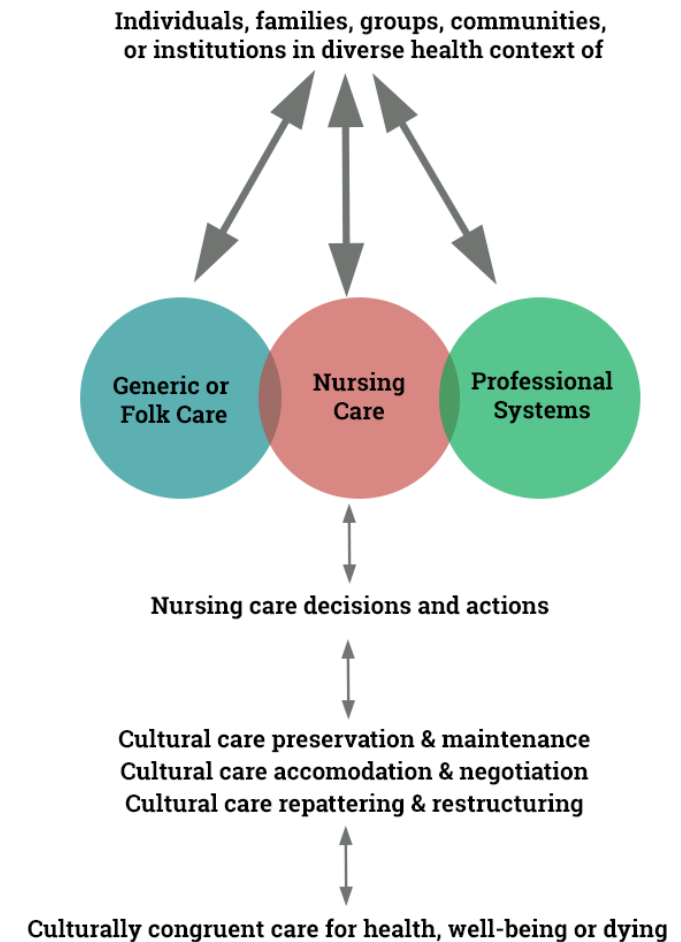 Individuals, families, groups, communities,
or institutions in diverse health context of
Generic or
Folk Care
Nursing
Care
Professional
Systems
Nursing care decisions and actions
Cultural care preservation & maintenance
Cultural care accomodation & negotiation
Cultural care repattering & restructuring
Culturally congruent care for health, well-being or dying